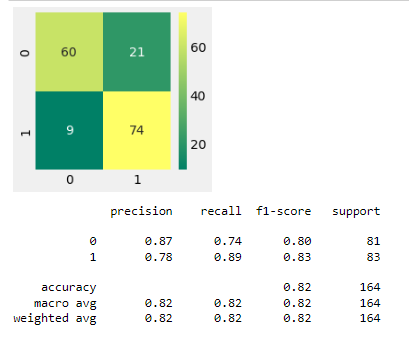 0 60 21 60
40
1 9 74 20
0 1
precision recall f1-score support
0 0.87 0.74 0.80 81
1 0.78 0.89 0.83 83
accuracy 0.82 164
macro avg 0.82 0.82 0.82 164
weighted avg 0.82 0.82 0.82 164